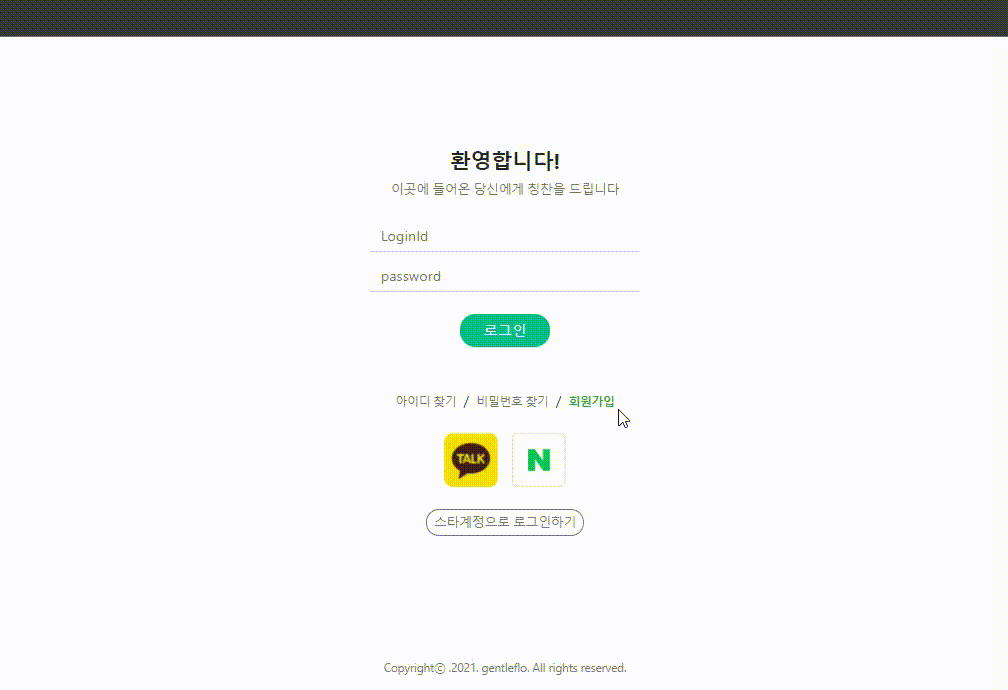 환영합니다!
이곳에 들어온 당신에게 칭찬을 드립니다
LoginId
password
로그인
아이디 찾기 / 비밀번호 찾기 / 회원가입
TALK N
스타계정으로 로그인하기
Copyrightⓒ .2021. gentleflo. All rights reserved.